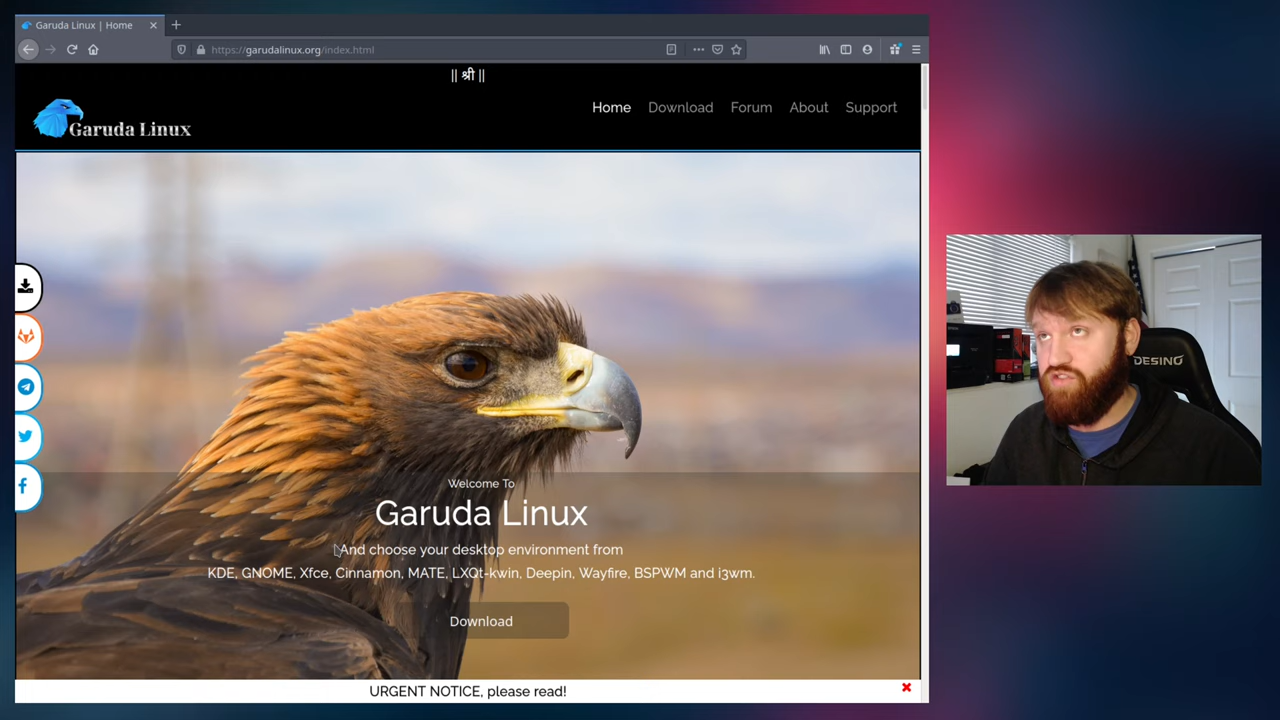 Garuda Linux | Home
https://garudalinux.org/index.html
|| श्री ||
Garuda Linux
Home Download Forum About Support
Welcome To
Garuda Linux
And choose your desktop environment from
KDE, GNOME, Xfce, Cinnamon, MATE, LXQt-kwin, Deepin, Wayfire, BSPWM and i3wm.
Download
URGENT NOTICE, please read!
DESINO